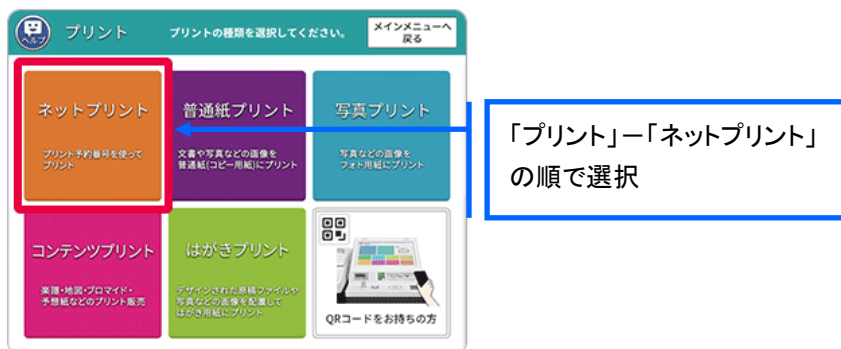 ヘルプ
プリント
プリントの種類を選択してください。
メインメニューへ
戻る
ネットプリント
プリント予約番号を使って
プリント
普通紙プリント
文書や写真などの画像を
普通紙(コピー用紙)にプリント
写真プリント
写真などの画像を
フォト用紙にプリント
「プリント」－「ネットプリント」
の順で選択
コンテンツプリント
楽譜・地図・ブロマイド・
予想紙などのプリント販売
はがきプリント
デザインされた原稿ファイルや
写真などの画像を配置して
はがき用紙にプリント
QRコードをお持ちの方